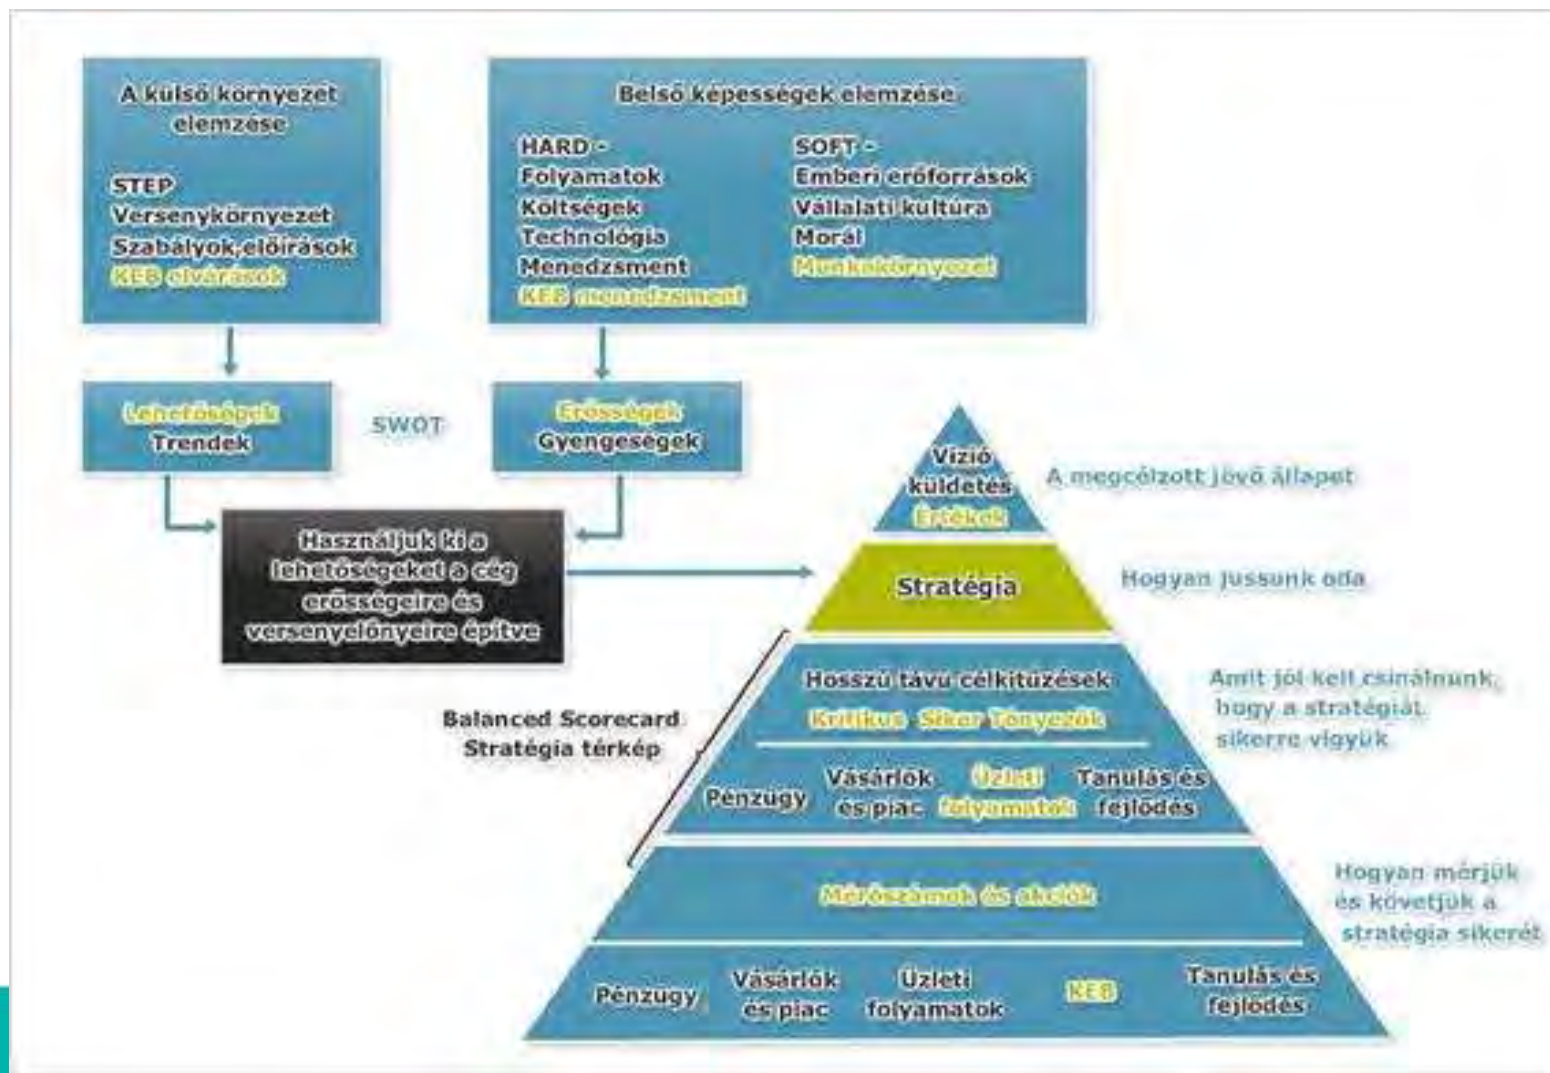 A külső környezet
elemzése
STEP
Versenykörnyezet
Szabályok,előírások
KEB elvárások
Belső képességek elemzése
HARD -
Folyamatok
Költségek
Technológia
Menedzsment
KEB menedzsment
SOFT -
Emberi erőforrások
Vállalati kultúra
Morál
Munkakörnyezet
Lehetőségek
Trendek
SWOT
Erősségek
Gyengeségek
Használjuk ki a
lehetőségeket a cég
erősségeire és
versenyelőnyeire építve
Vízió
küldetés
Értékek
A megcélzott jövő állapot
Stratégia
Hogyan jussunk oda
Balanced Scorecard
Stratégia térkép
Hosszú távú célkitűzések
Kritikus Siker Tényezők
Pénzügy
Vásárlók
és piac
Üzleti
folyamatok
Tanulás és
fejlődés
Amit jól kell csinálnunk,
hogy a stratégiát
sikerre vigyük
Mérőszámok és akciók
Hogyan mérjük
és követjük a
stratégia sikerét
Pénzügy
Vásárlók
és piac
Üzleti
folyamatok
KEB
Tanulás és
fejlődés